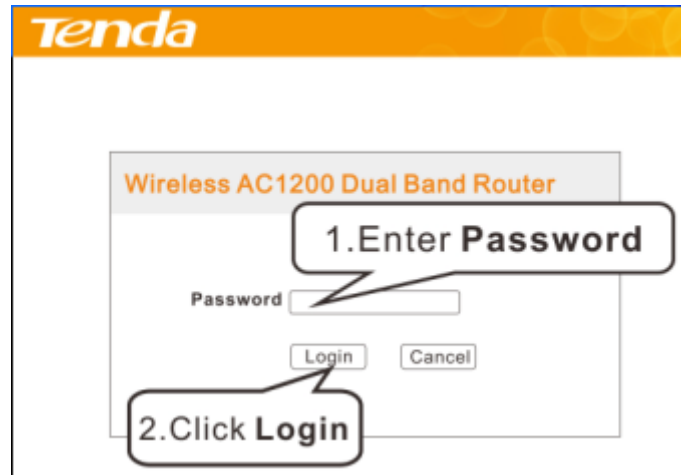 Tenda
Wireless AC1200 Dual Band Router
1.Enter Password
Password
Login Cancel
2.Click Login